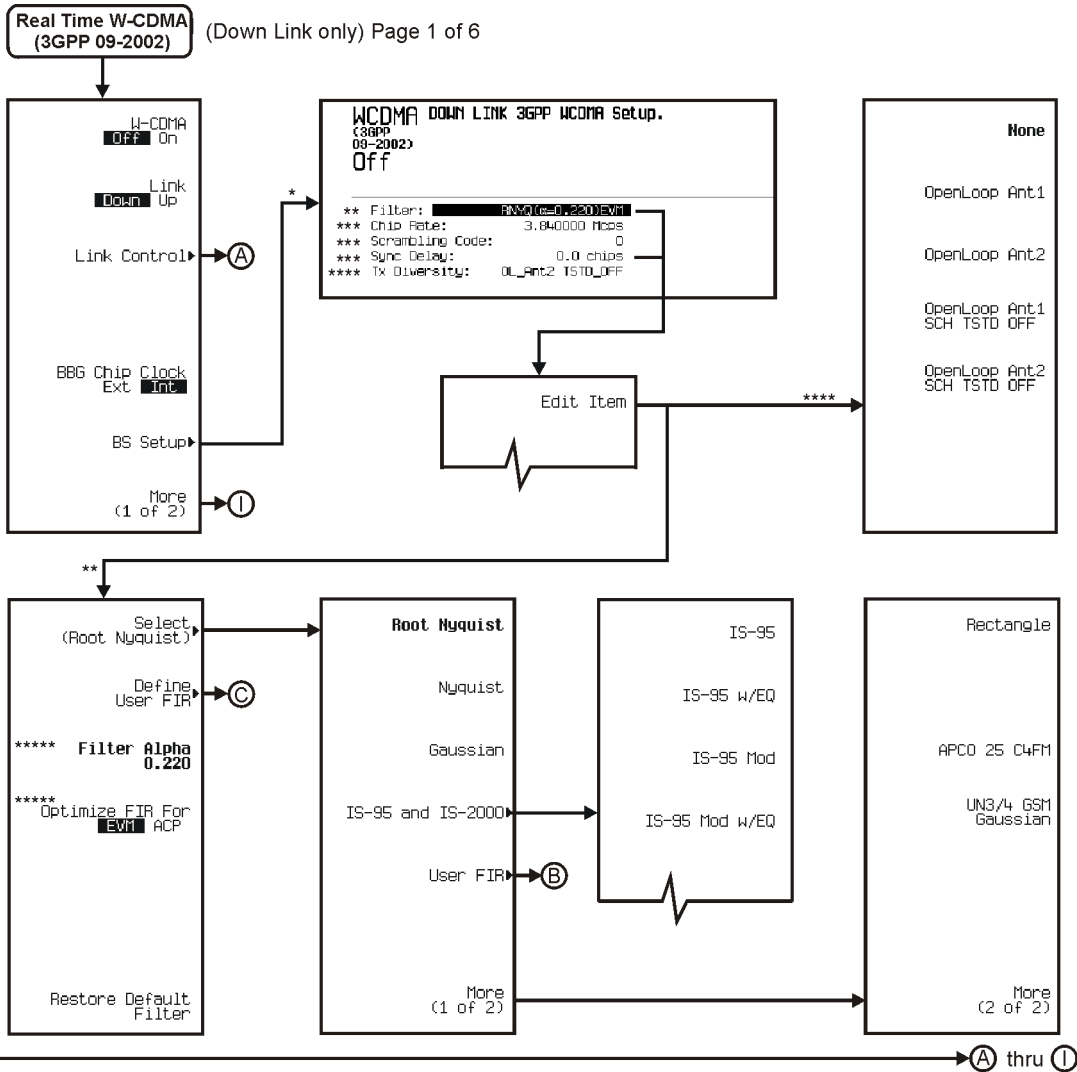 Real Time W-CDMA
(3GPP 09-2002)
(Down Link only) Page 1 of 6
W-CDMA
Off On
Link
Down Up
Link Control
A
BBG Chip Clock
Ext Int
BS Setup
More
(1 of 2)
I
*
WCDMA DOWN LINK 3GPP WCDMA Setup.
(3GPP
09-2002)
Off
** Filter: RNYQ(α=0.220)EVM
*** Chip Rate: 3.840000 Mcps
*** Scrambling Code: 0
*** Sync Delay: 0.0 chips
**** Tx Diversity: OL_Ant2 TSTD_OFF
Edit Item
****
None
OpenLoop Ant1
OpenLoop Ant2
OpenLoop Ant1
SCH TSTD OFF
OpenLoop Ant2
SCH TSTD OFF
**
Select
(Root Nyquist)
Define
User FIR
C
***** Filter Alpha
0.220
*****
Optimize FIR For
EVM ACP
Restore Default
Filter
Root Nyquist
Nyquist
Gaussian
IS-95 and IS-2000
User FIR
B
More
(1 of 2)
IS-95
IS-95 w/EQ
IS-95 Mod
IS-95 Mod w/EQ
Rectangle
APCO 25 C4FM
UN3/4 GSM
Gaussian
More
(2 of 2)
A thru I